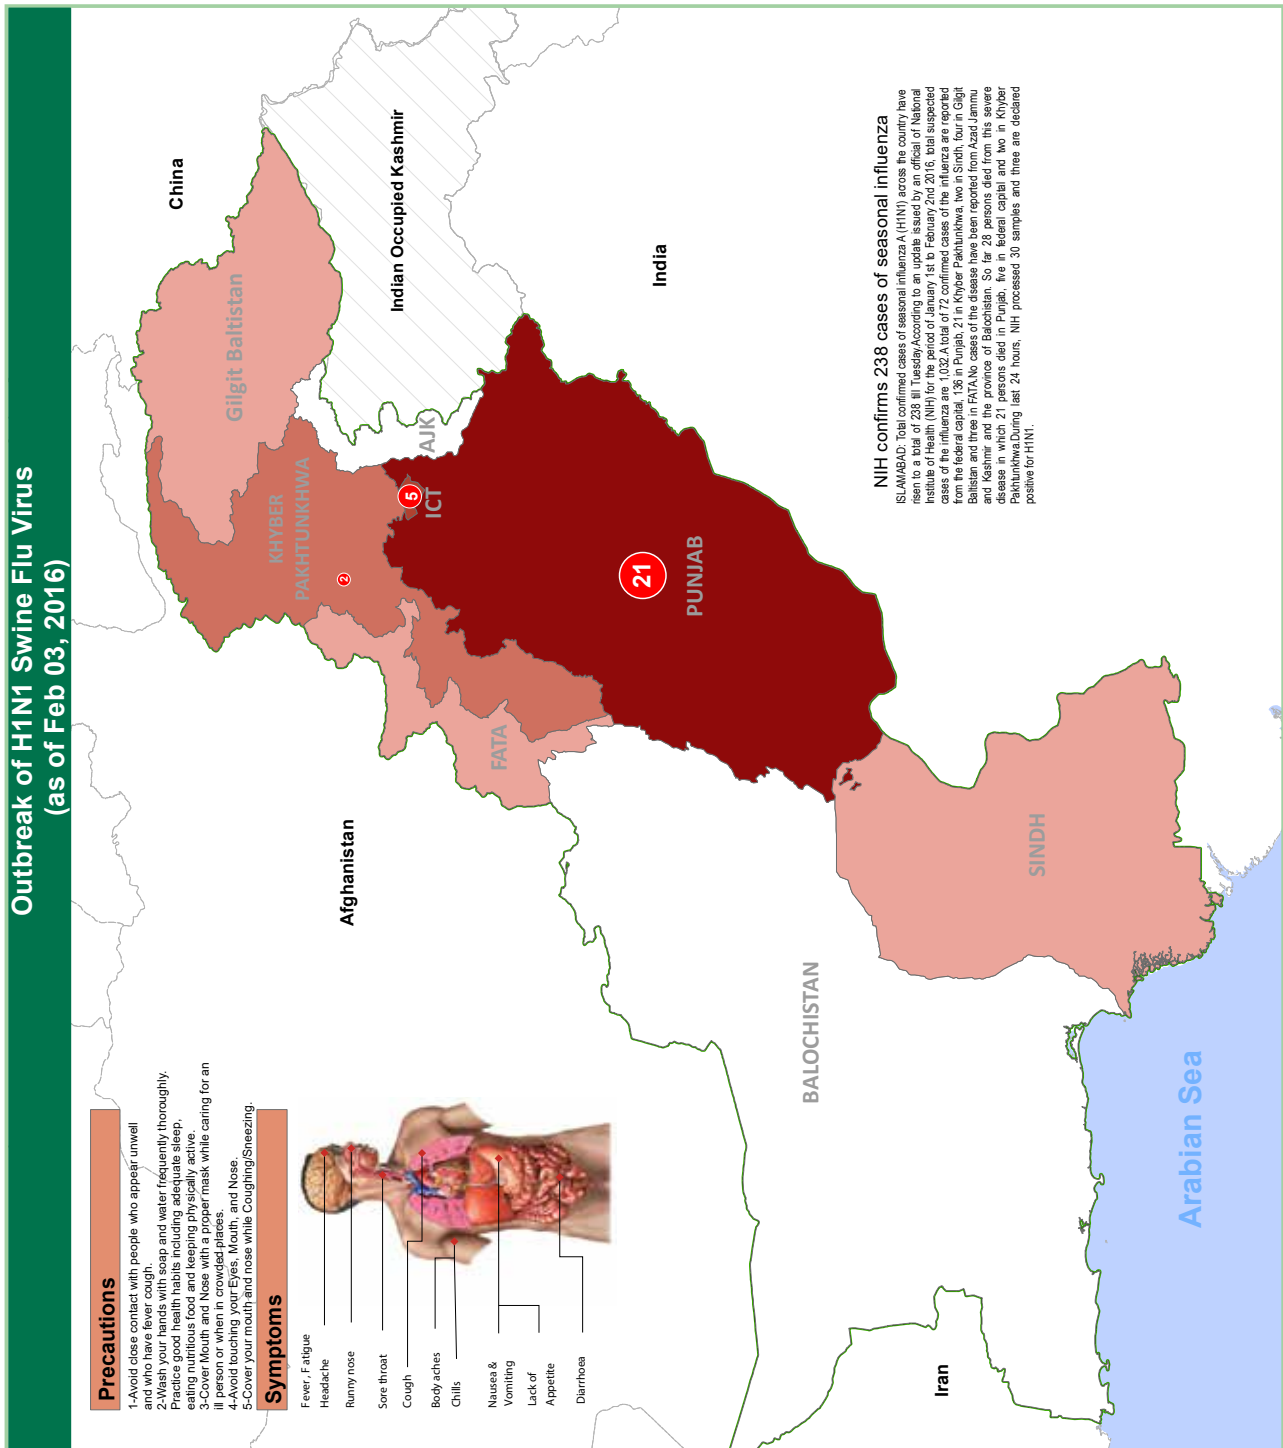 Outbreak of H1N1 Swine Flu Virus
(as of Feb 03, 2016)
Precautions
1-Avoid close contact with people who appear unwell
and who have fever cough.
2-Wash your hands with soap and water frequently thoroughly.
Practice good health habits including adequate sleep,
eating nutritious food and keeping physically active.
3-Cover Mouth and Nose with a proper mask while caring for an
ill person or when in crowded places.
4-Avoid touching your Eyes, Mouth, and Nose.
5-Cover your mouth and nose while Coughing/Sneezing.
Symptoms
Fever, Fatigue
Headache
Runny nose
Sore throat
Cough
Body aches
Chills
Nausea &
Vomiting
Lack of
Appetite
Diarrhoea
China
Gilgit Baltistan
Indian Occupied Kashmir
KHYBER
PAKHTUNKHWA
2
AJK
5
ICT
Afghanistan
FATA
21
PUNJAB
India
BALOCHISTAN
SINDH
Iran
Arabian Sea
NIH confirms 238 cases of seasonal influenza
ISLAMABAD: Total confirmed cases of seasonal influenza A (H1N1) across the country have
risen to a total of 238 till Tuesday.According to an update issued by an official of National
Institute of Health (NIH) for the period of January 1st to February 2nd 2016, total suspected
cases of the influenza are 1,032.A total of 72 confirmed cases of the influenza are reported
from the federal capital, 136 in Punjab, 21 in Khyber Pakhtunkhwa, two in Sindh, four in Gilgit
Baltistan and three in FATA.No cases of the disease have been reported from Azad Jammu
and Kashmir and the province of Balochistan. So far 28 persons died from this severe
disease in which 21 persons died in Punjab, five in federal capital and two in Khyber
Pakhtunkhwa.During last 24 hours, NIH processed 30 samples and three are declared
positive for H1N1.